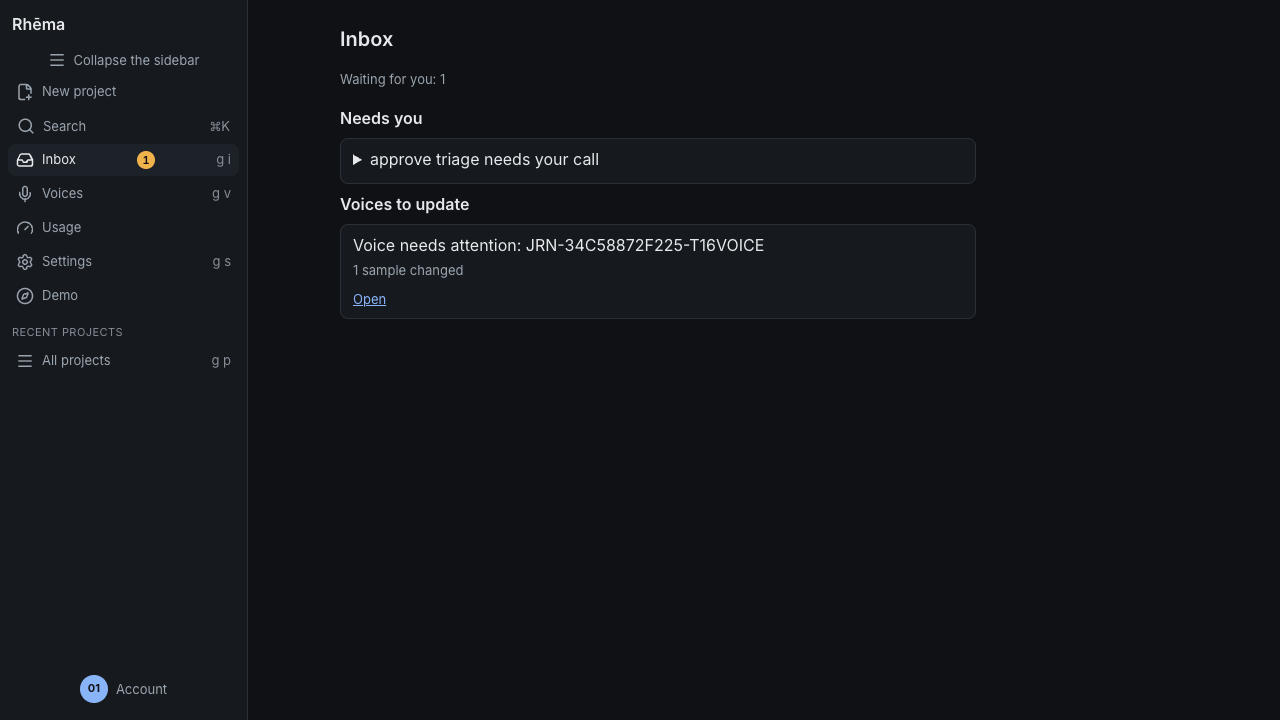 Rhēma
Collapse the sidebar
New project
Search ⌘K
Inbox 1 g i
Voices g v
Usage
Settings g s
Demo
RECENT PROJECTS
All projects g p
01 Account
Inbox
Waiting for you: 1
Needs you
approve triage needs your call
Voices to update
Voice needs attention: JRN-34C58872F225-T16VOICE
1 sample changed
Open